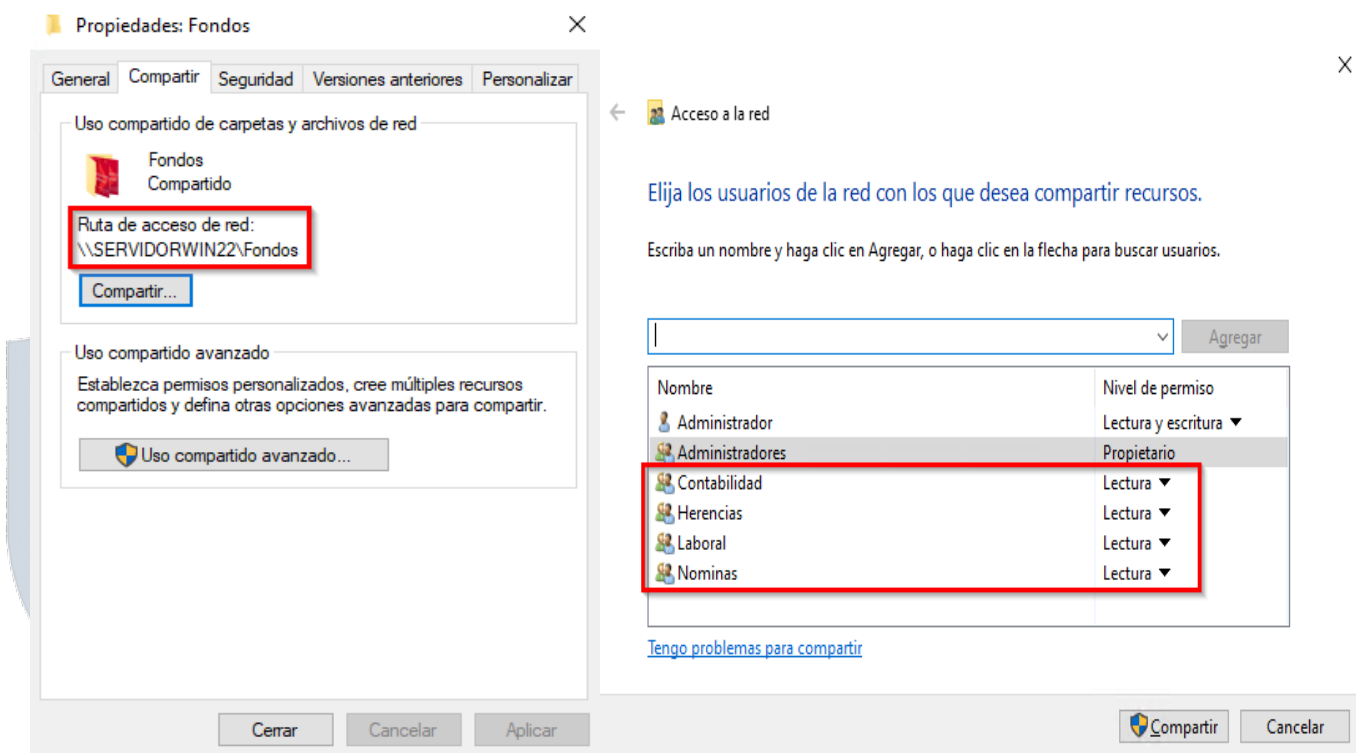 Propiedades: Fondos
General Compartir Seguridad Versiones anteriores Personalizar
Uso compartido de carpetas y archivos de red
Fondos
Compartido
Ruta de acceso de red:
\\SERVIDORWIN22\Fondos
Compartir...
Uso compartido avanzado
Establezca permisos personalizados, cree múltiples recursos
compartidos y defina otras opciones avanzadas para compartir.
Uso compartido avanzado...
Cerrar Cancelar Aplicar
Acceso a la red
Elija los usuarios de la red con los que desea compartir recursos.
Escriba un nombre y haga clic en Agregar, o haga clic en la flecha para buscar usuarios.
Agregar
Nombre Nivel de permiso
Administrador Lectura y escritura
Administradores Propietario
Contabilidad Lectura
Herencias Lectura
Laboral Lectura
Nominas Lectura
Tengo problemas para compartir
Compartir Cancelar